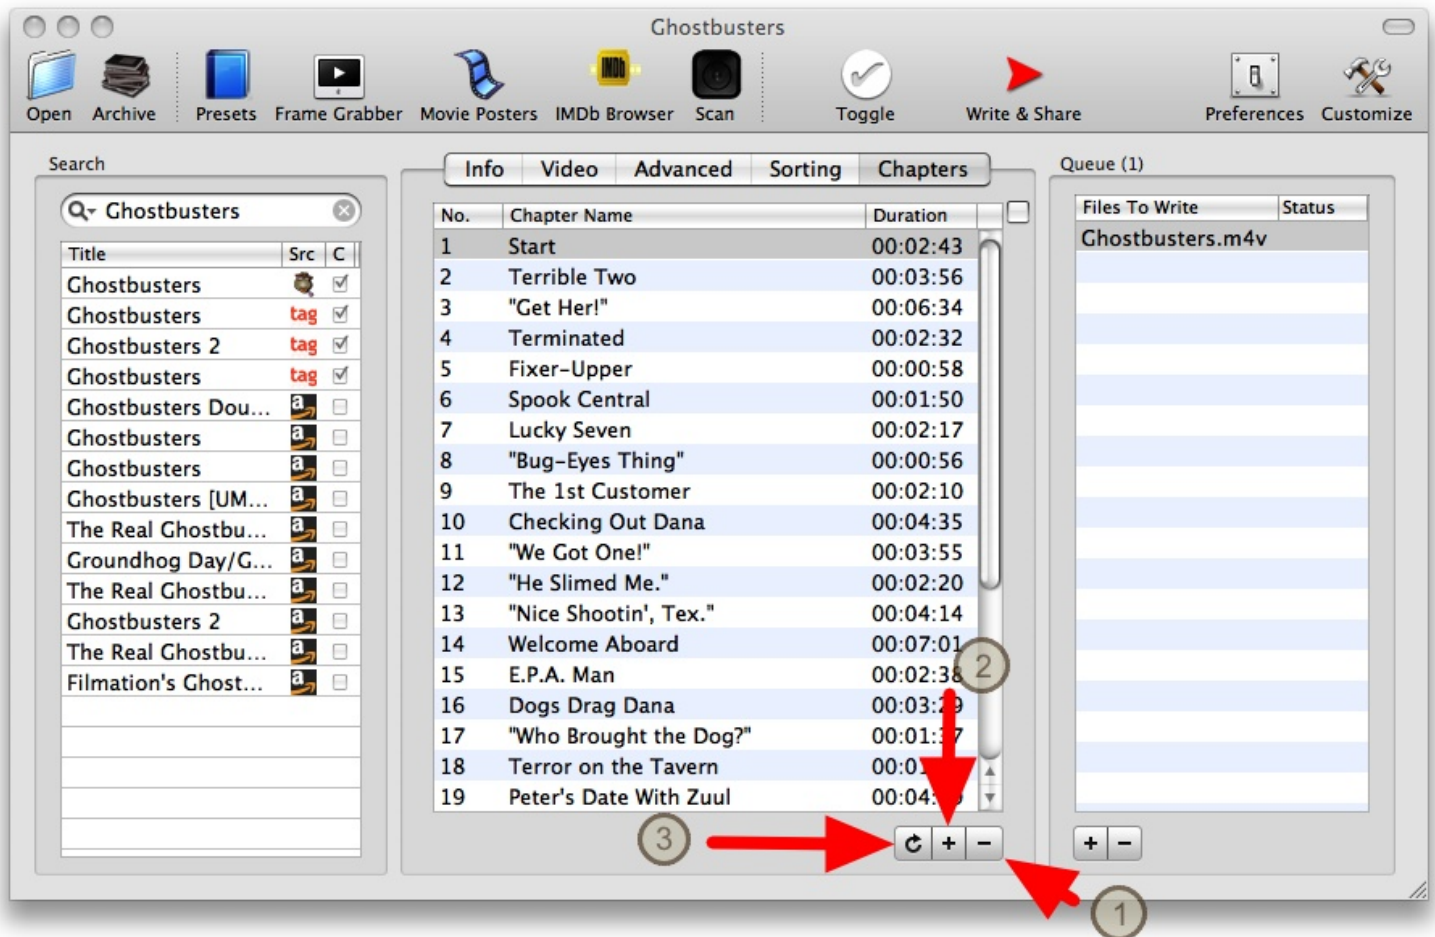 Ghostbusters
Open Archive Presets Frame Grabber Movie Posters IMDb Browser Scan Toggle Write & Share Preferences Customize
Search
Ghostbusters
Title Src C
Ghostbusters
Ghostbusters tag
Ghostbusters 2 tag
Ghostbusters tag
Ghostbusters Dou...
Ghostbusters
Ghostbusters
Ghostbusters [UM...
The Real Ghostbu...
Groundhog Day/G...
The Real Ghostbu...
Ghostbusters 2
The Real Ghostbu...
Filmation's Ghost...
Info Video Advanced Sorting Chapters
No. Chapter Name Duration
1 Start 00:02:43
2 Terrible Two 00:03:56
3 "Get Her!" 00:06:34
4 Terminated 00:02:32
5 Fixer-Upper 00:00:58
6 Spook Central 00:01:50
7 Lucky Seven 00:02:17
8 "Bug-Eyes Thing" 00:00:56
9 The 1st Customer 00:02:10
10 Checking Out Dana 00:04:35
11 "We Got One!" 00:03:55
12 "He Slimed Me." 00:02:20
13 "Nice Shootin', Tex." 00:04:14
14 Welcome Aboard 00:07:01
15 E.P.A. Man 00:02:38
16 Dogs Drag Dana
17 "Who Brought the Dog?"
18 Terror on the Tavern
19 Peter's Date With Zuul
2
3
1
Queue (1)
Files To Write Status
Ghostbusters.m4v